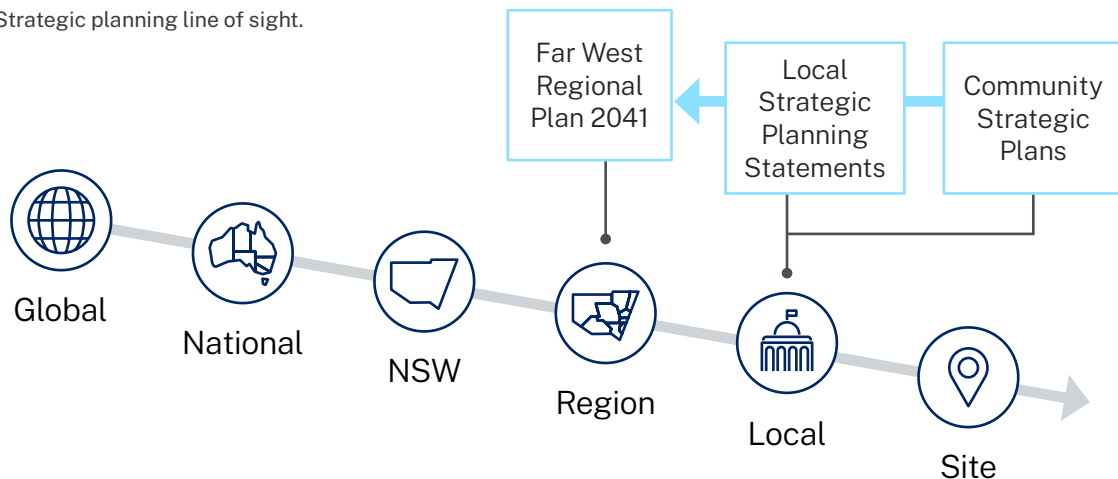 Strategic planning line of sight.
Far West
Regional
Plan 2041
Local
Strategic
Planning
Statements
Community
Strategic
Plans
Global
National
NSW
Region
Local
Site